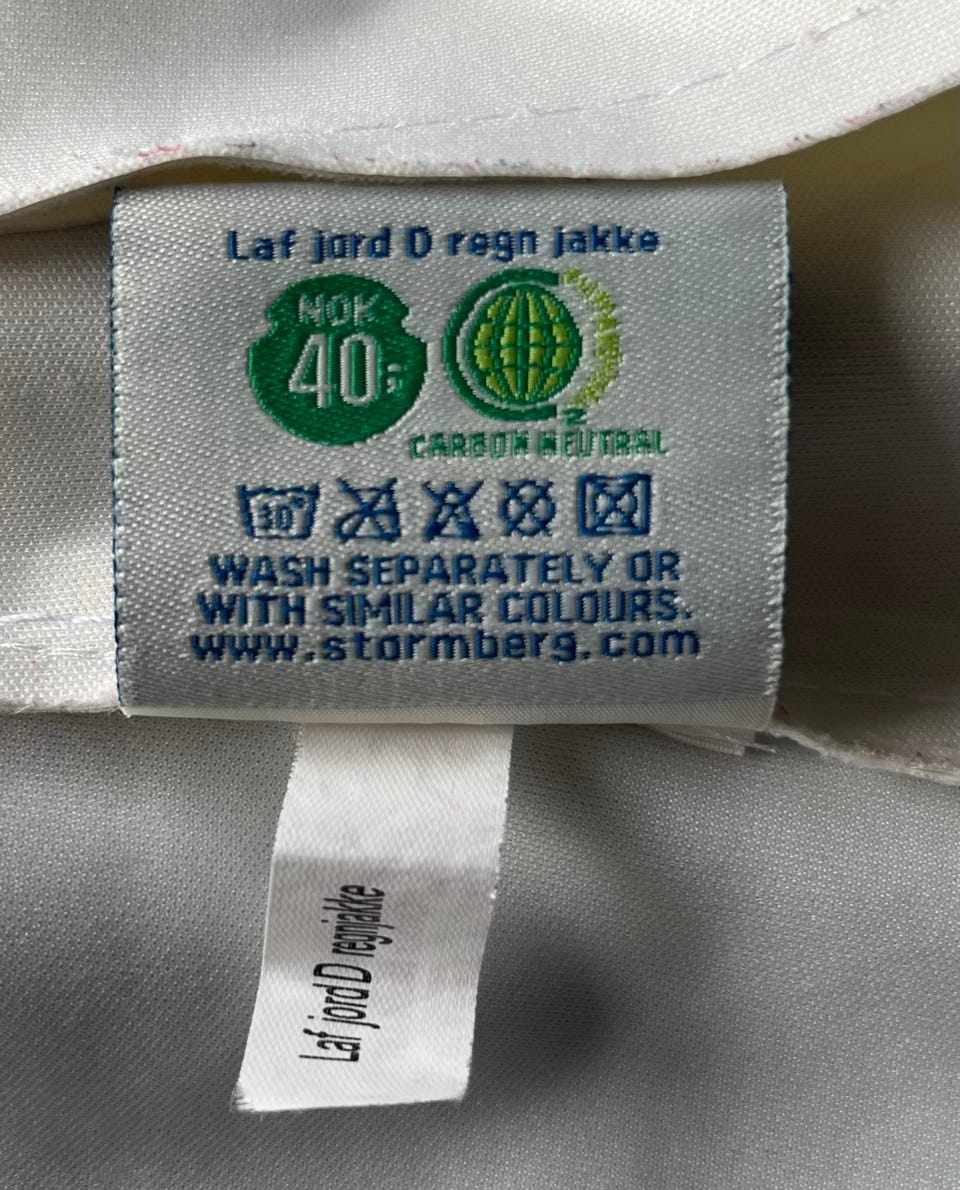 Laf jord D regn jakke
NOK
40,-
2
CARBON NEUTRAL
30°
WASH SEPARATELY OR
WITH SIMILAR COLOURS.
www.stormberg.com
Laf jord D regnjakke